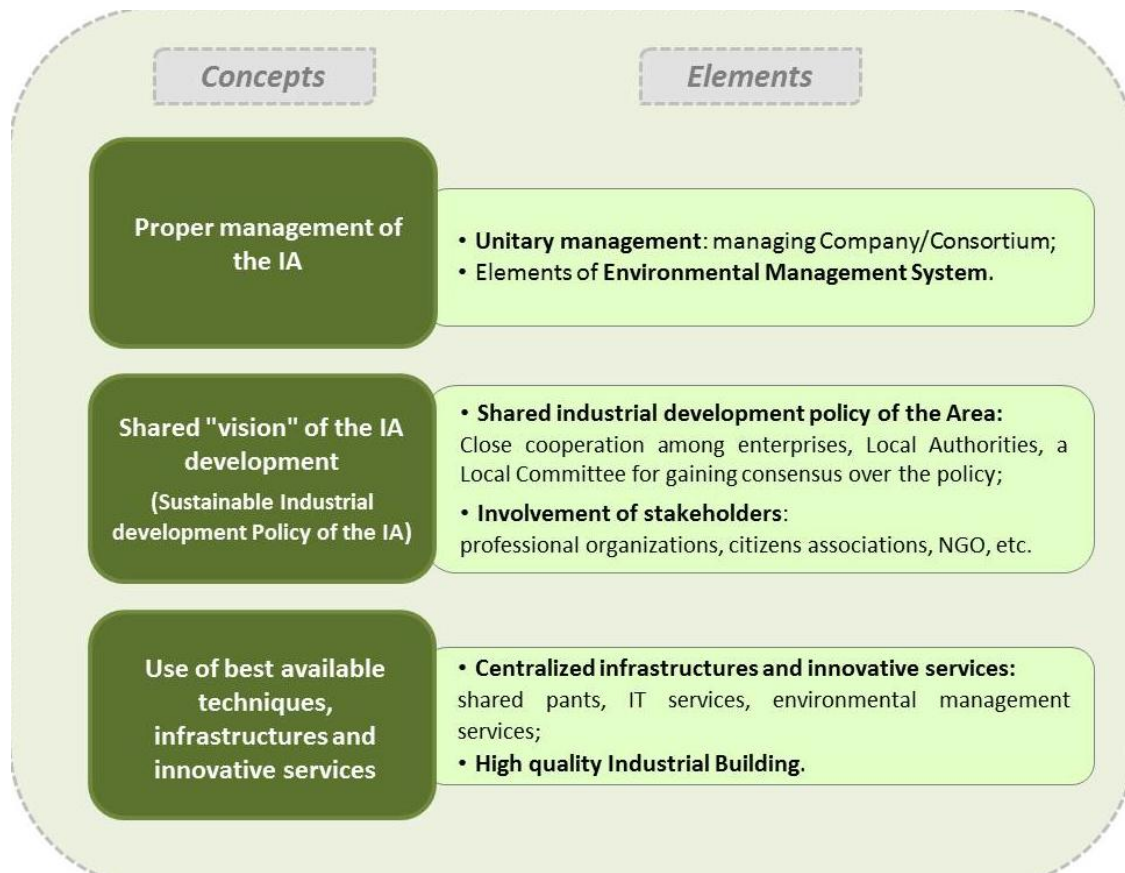 Concepts
Elements
Proper management of
the IA
• Unitary management: managing Company/Consortium;
• Elements of Environmental Management System.
Shared "vision" of the IA
development
(Sustainable Industrial
development Policy of the IA)
• Shared industrial development policy of the Area:
Close cooperation among enterprises, Local Authorities, a
Local Committee for gaining consensus over the policy;
• Involvement of stakeholders:
professional organizations, citizens associations, NGO, etc.
Use of best available
techniques,
infrastructures and
innovative services
• Centralized infrastructures and innovative services:
shared pants, IT services, environmental management
services;
• High quality Industrial Building.